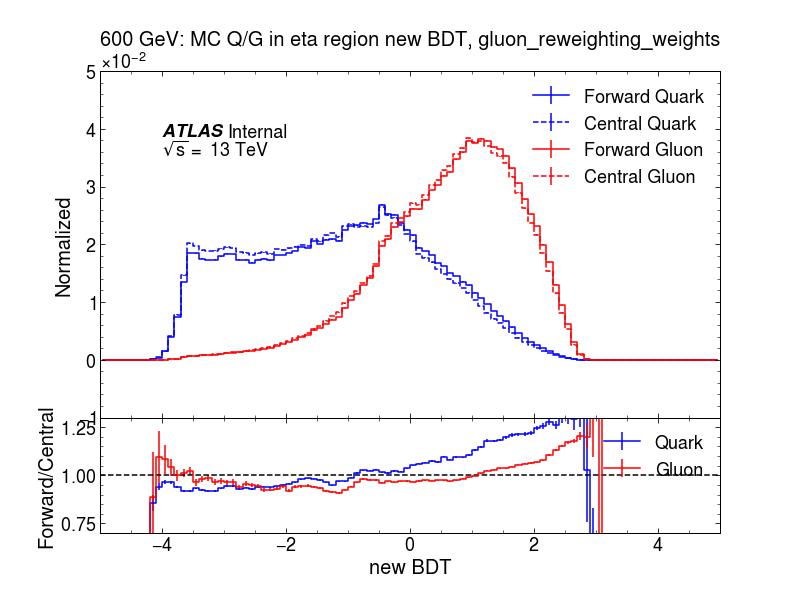 600 GeV: MC Q/G in eta region new BDT, gluon_reweighting_weights
×10⁻²
5
4
3
2
1
0
−1
Normalized
ATLAS Internal
√s = 13 TeV
Forward Quark
Central Quark
Forward Gluon
Central Gluon
1.25
1.00
0.75
Forward/Central
Quark
Gluon
−4 −2 0 2 4
new BDT